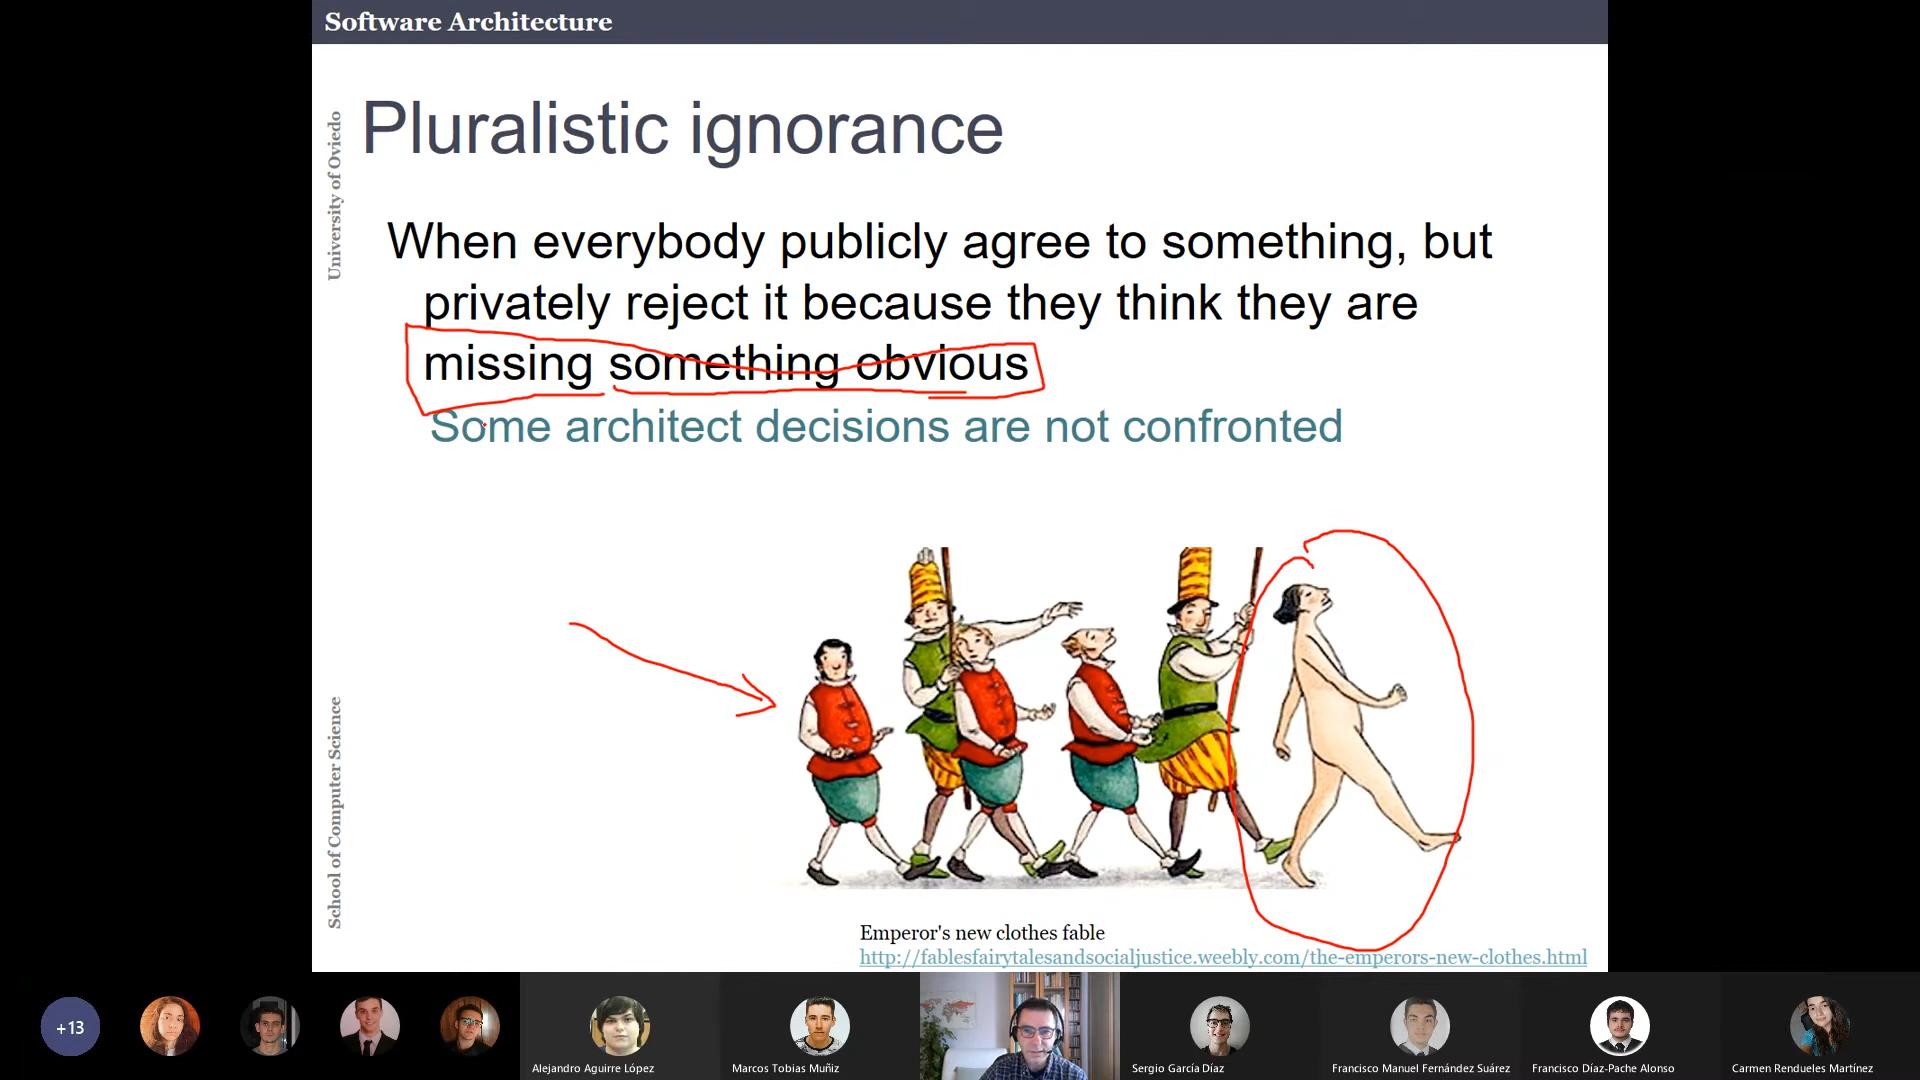 Software Architecture
University of Oviedo
School of Computer Science
Pluralistic ignorance
When everybody publicly agree to something, but
privately reject it because they think they are
missing something obvious
Some architect decisions are not confronted
Emperor's new clothes fable
http://fablesfairytalesandsocialjustice.weebly.com/the-emperors-new-clothes.html
+13
Alejandro Aguirre López
Marcos Tobias Muñiz
Sergio García Díaz
Francisco Manuel Fernández Suárez
Francisco Díaz-Pache Alonso
Carmen Rendueles Martínez